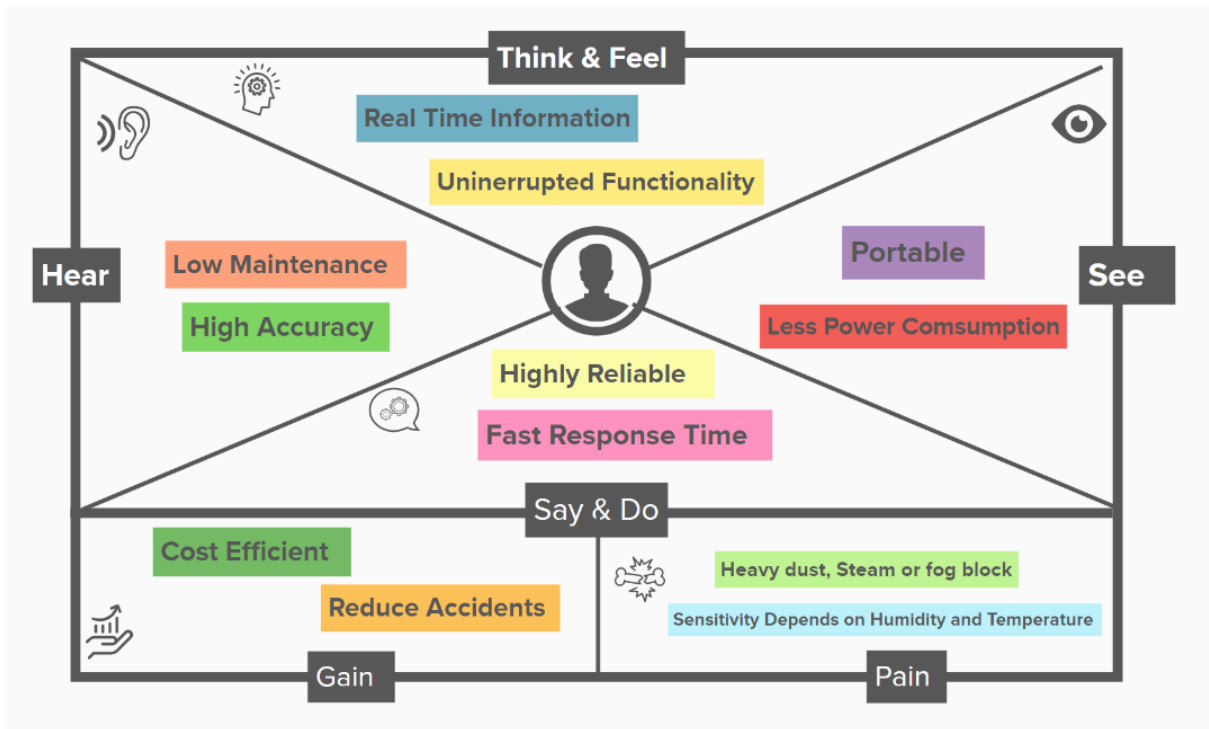 Think & Feel
Real Time Information
Uninerrupted Functionality
Hear
Low Maintenance
High Accuracy
Portable
See
Less Power Comsumption
Highly Reliable
Fast Response Time
Say & Do
Cost Efficient
Reduce Accidents
Gain
Heavy dust, Steam or fog block
Sensitivity Depends on Humidity and Temperature
Pain